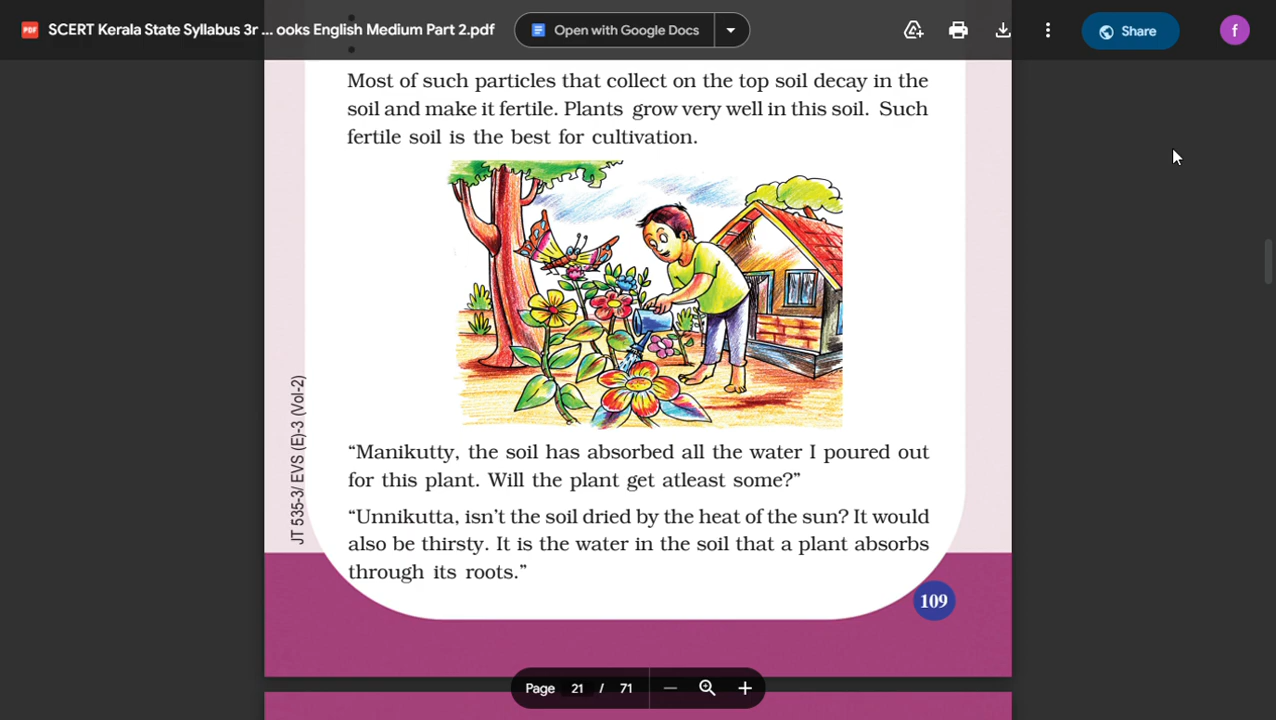 SCERT Kerala State Syllabus 3r ... ooks English Medium Part 2.pdf
Open with Google Docs
Share
f
PDF
Most of such particles that collect on the top soil decay in the
soil and make it fertile. Plants grow very well in this soil. Such
fertile soil is the best for cultivation.
JT 535-3/ EVS (E)-3 (Vol-2)
“Manikutty, the soil has absorbed all the water I poured out
for this plant. Will the plant get atleast some?”
“Unnikutta, isn’t the soil dried by the heat of the sun? It would
also be thirsty. It is the water in the soil that a plant absorbs
through its roots.”
109
Page 21 / 71